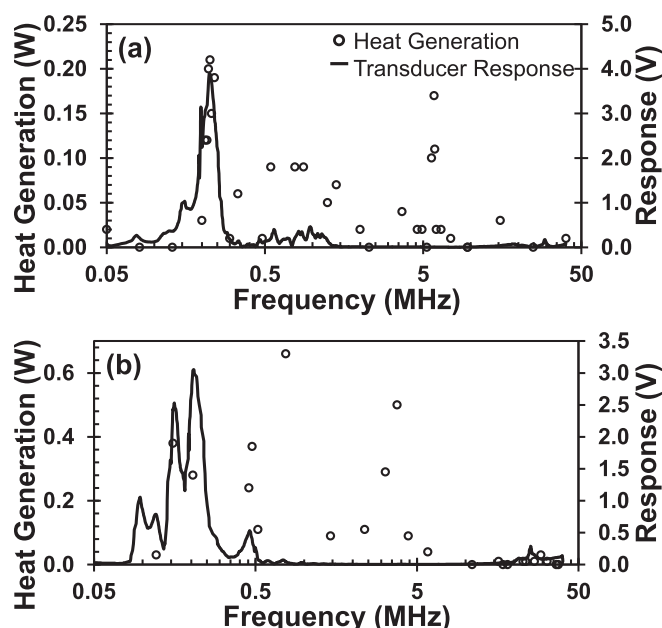 (a)
Heat Generation
Transducer Response
Heat Generation (W)
0.25
0.20
0.15
0.10
0.05
0.00
Response (V)
5.0
4.0
3.0
2.0
1.0
0.0
0.05 0.5 5 50
Frequency (MHz)
(b)
Heat Generation (W)
0.6
0.4
0.2
0.0
Response (V)
3.5
3.0
2.5
2.0
1.5
1.0
0.5
0.0
0.05 0.5 5 50
Frequency (MHz)